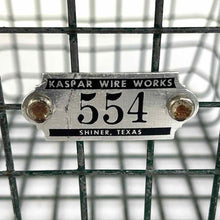 KASPAR WIRE WORKS
554
SHINER, TEXAS